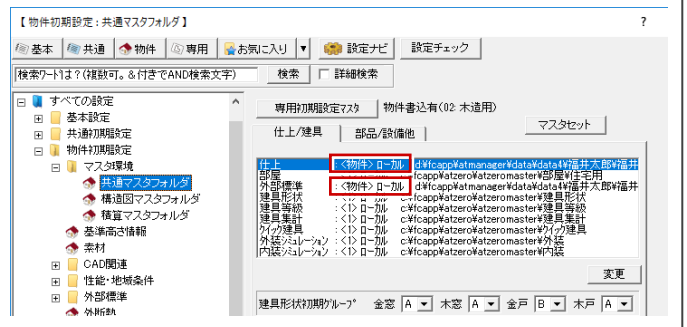 【物件初期設定:共通マスタフォルダ】 ?
基本 共通 物件 専用 お気に入り ▼ 設定ナビ 設定チェック
検索ワードは?(複数可。&付きでAND検索文字) 検索 詳細検索
すべての設定
基本設定
共通初期設定
物件初期設定
マスタ環境
共通マスタフォルダ
構造図マスタフォルダ
積算マスタフォルダ
基準高さ情報
素材
CAD関連
性能・地域条件
外部標準
外断熱
専用初期設定マスタ 物件書込有(02:木造用)
マスタセット
仕上/建具 部品/設備他
仕上 :<物件> ローカル d:¥fcapp¥atmanager¥data¥data4¥福井太郎¥福井
部屋 :<1> ローカル c:¥fcapp¥atzero¥atzeromaster¥部屋¥住宅用
外部標準 :<物件> ローカル d:¥fcapp¥atmanager¥data¥data4¥福井太郎¥福井
建具形状 :<1> ローカル c:¥fcapp¥atzero¥atzeromaster¥建具形状
建具等級 :<1> ローカル c:¥fcapp¥atzero¥atzeromaster¥建具等級
建具集計 :<1> ローカル c:¥fcapp¥atzero¥atzeromaster¥建具集計
クイック建具 :<1> ローカル c:¥fcapp¥atzero¥atzeromaster¥クイック建具
外装シミュレーション :<1> ローカル c:¥fcapp¥atzero¥atzeromaster¥外装
内装シミュレーション :<1> ローカル c:¥fcapp¥atzero¥atzeromaster¥内装
変更
建具形状初期グループ 金窓 A 木窓 A 金戸 B 木戸 A